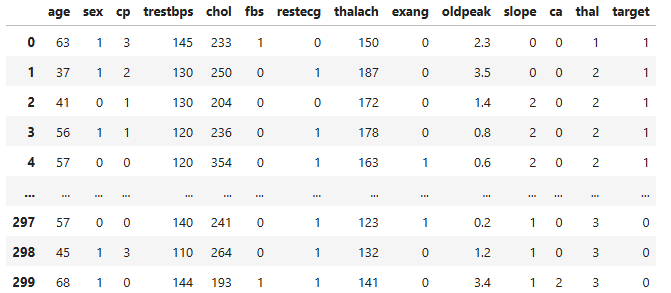 age sex cp trestbps chol fbs restecg thalach exang oldpeak slope ca thal target
0 63 1 3 145 233 1 0 150 0 2.3 0 0 1 1
1 37 1 2 130 250 0 1 187 0 3.5 0 0 2 1
2 41 0 1 130 204 0 0 172 0 1.4 2 0 2 1
3 56 1 1 120 236 0 1 178 0 0.8 2 0 2 1
4 57 0 0 120 354 0 1 163 1 0.6 2 0 2 1
... ... ... ... ... ... ... ... ... ... ... ... ... ... ...
297 57 0 0 140 241 0 1 123 1 0.2 1 0 3 0
298 45 1 3 110 264 0 1 132 0 1.2 1 0 3 0
299 68 1 0 144 193 1 1 141 0 3.4 1 2 3 0